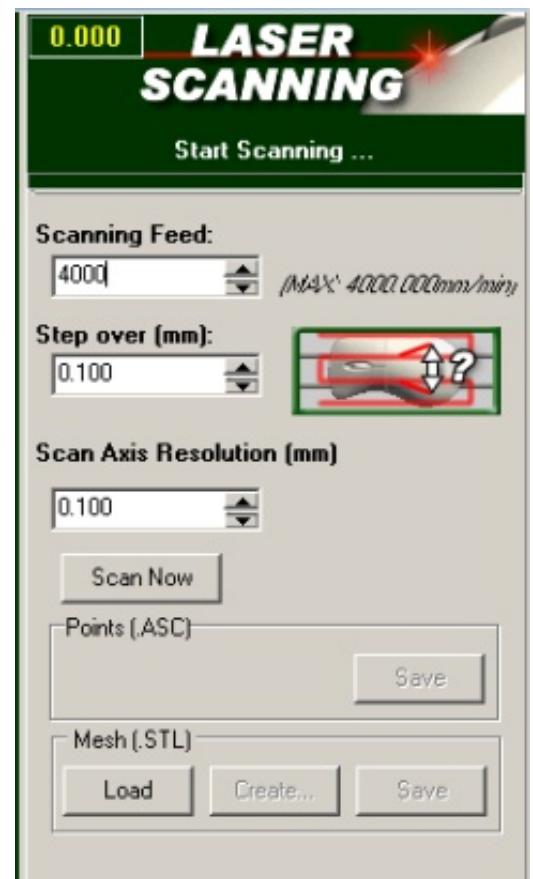 0.000
LASER
SCANNING
Start Scanning ...
Scanning Feed:
4000
(MAX: 4000.000mm/min)
Step over (mm):
0.100
?
Scan Axis Resolution (mm)
0.100
Scan Now
Points (.ASC)
Save
Mesh (.STL)
Load Create... Save